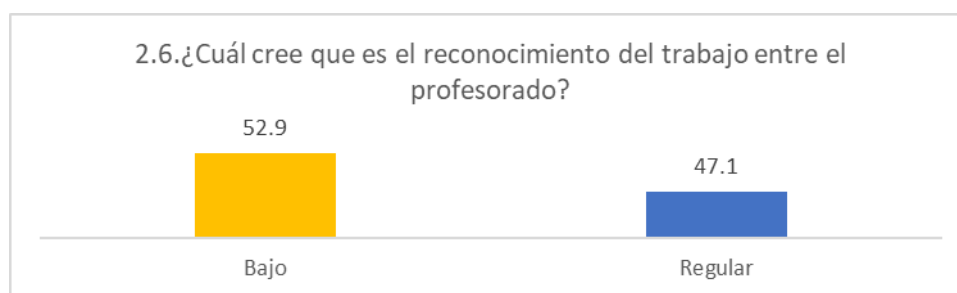 2.6.¿Cuál cree que es el reconocimiento del trabajo entre el
profesorado?
52.9
47.1
Bajo
Regular